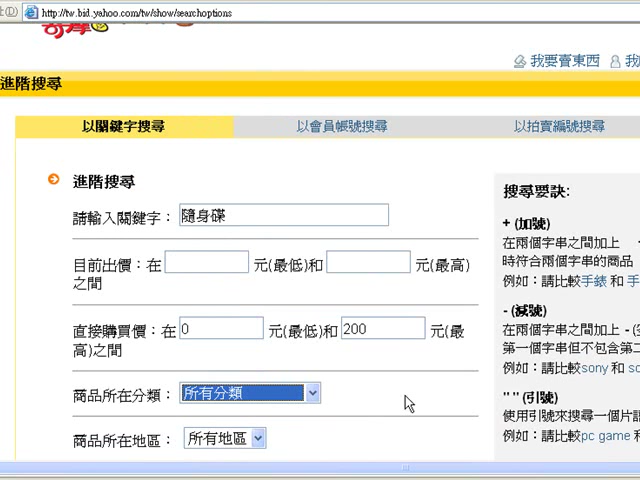 http://tw.bid.yahoo.com/tw/show/searchoptions
我要賣東西
進階搜尋
以關鍵字搜尋 以會員帳號搜尋 以拍賣編號搜尋
進階搜尋
請輸入關鍵字： 隨身碟
目前出價：在 元(最低)和 元(最高)
之間
直接購買價：在 0 元(最低)和 200 元(最
高)之間
商品所在分類： 所有分類
商品所在地區： 所有地區
搜尋要訣:
+ (加號)
在兩個字串之間加上
時符合兩個字串的商品
例如：請比較手錶 和 手
- (減號)
在兩個字串之間加上 - (
第一個字串但不包含第二
例如：請比較sony 和 so
" " (引號)
使用引號來搜尋一個片語
例如：請比較pc game 和